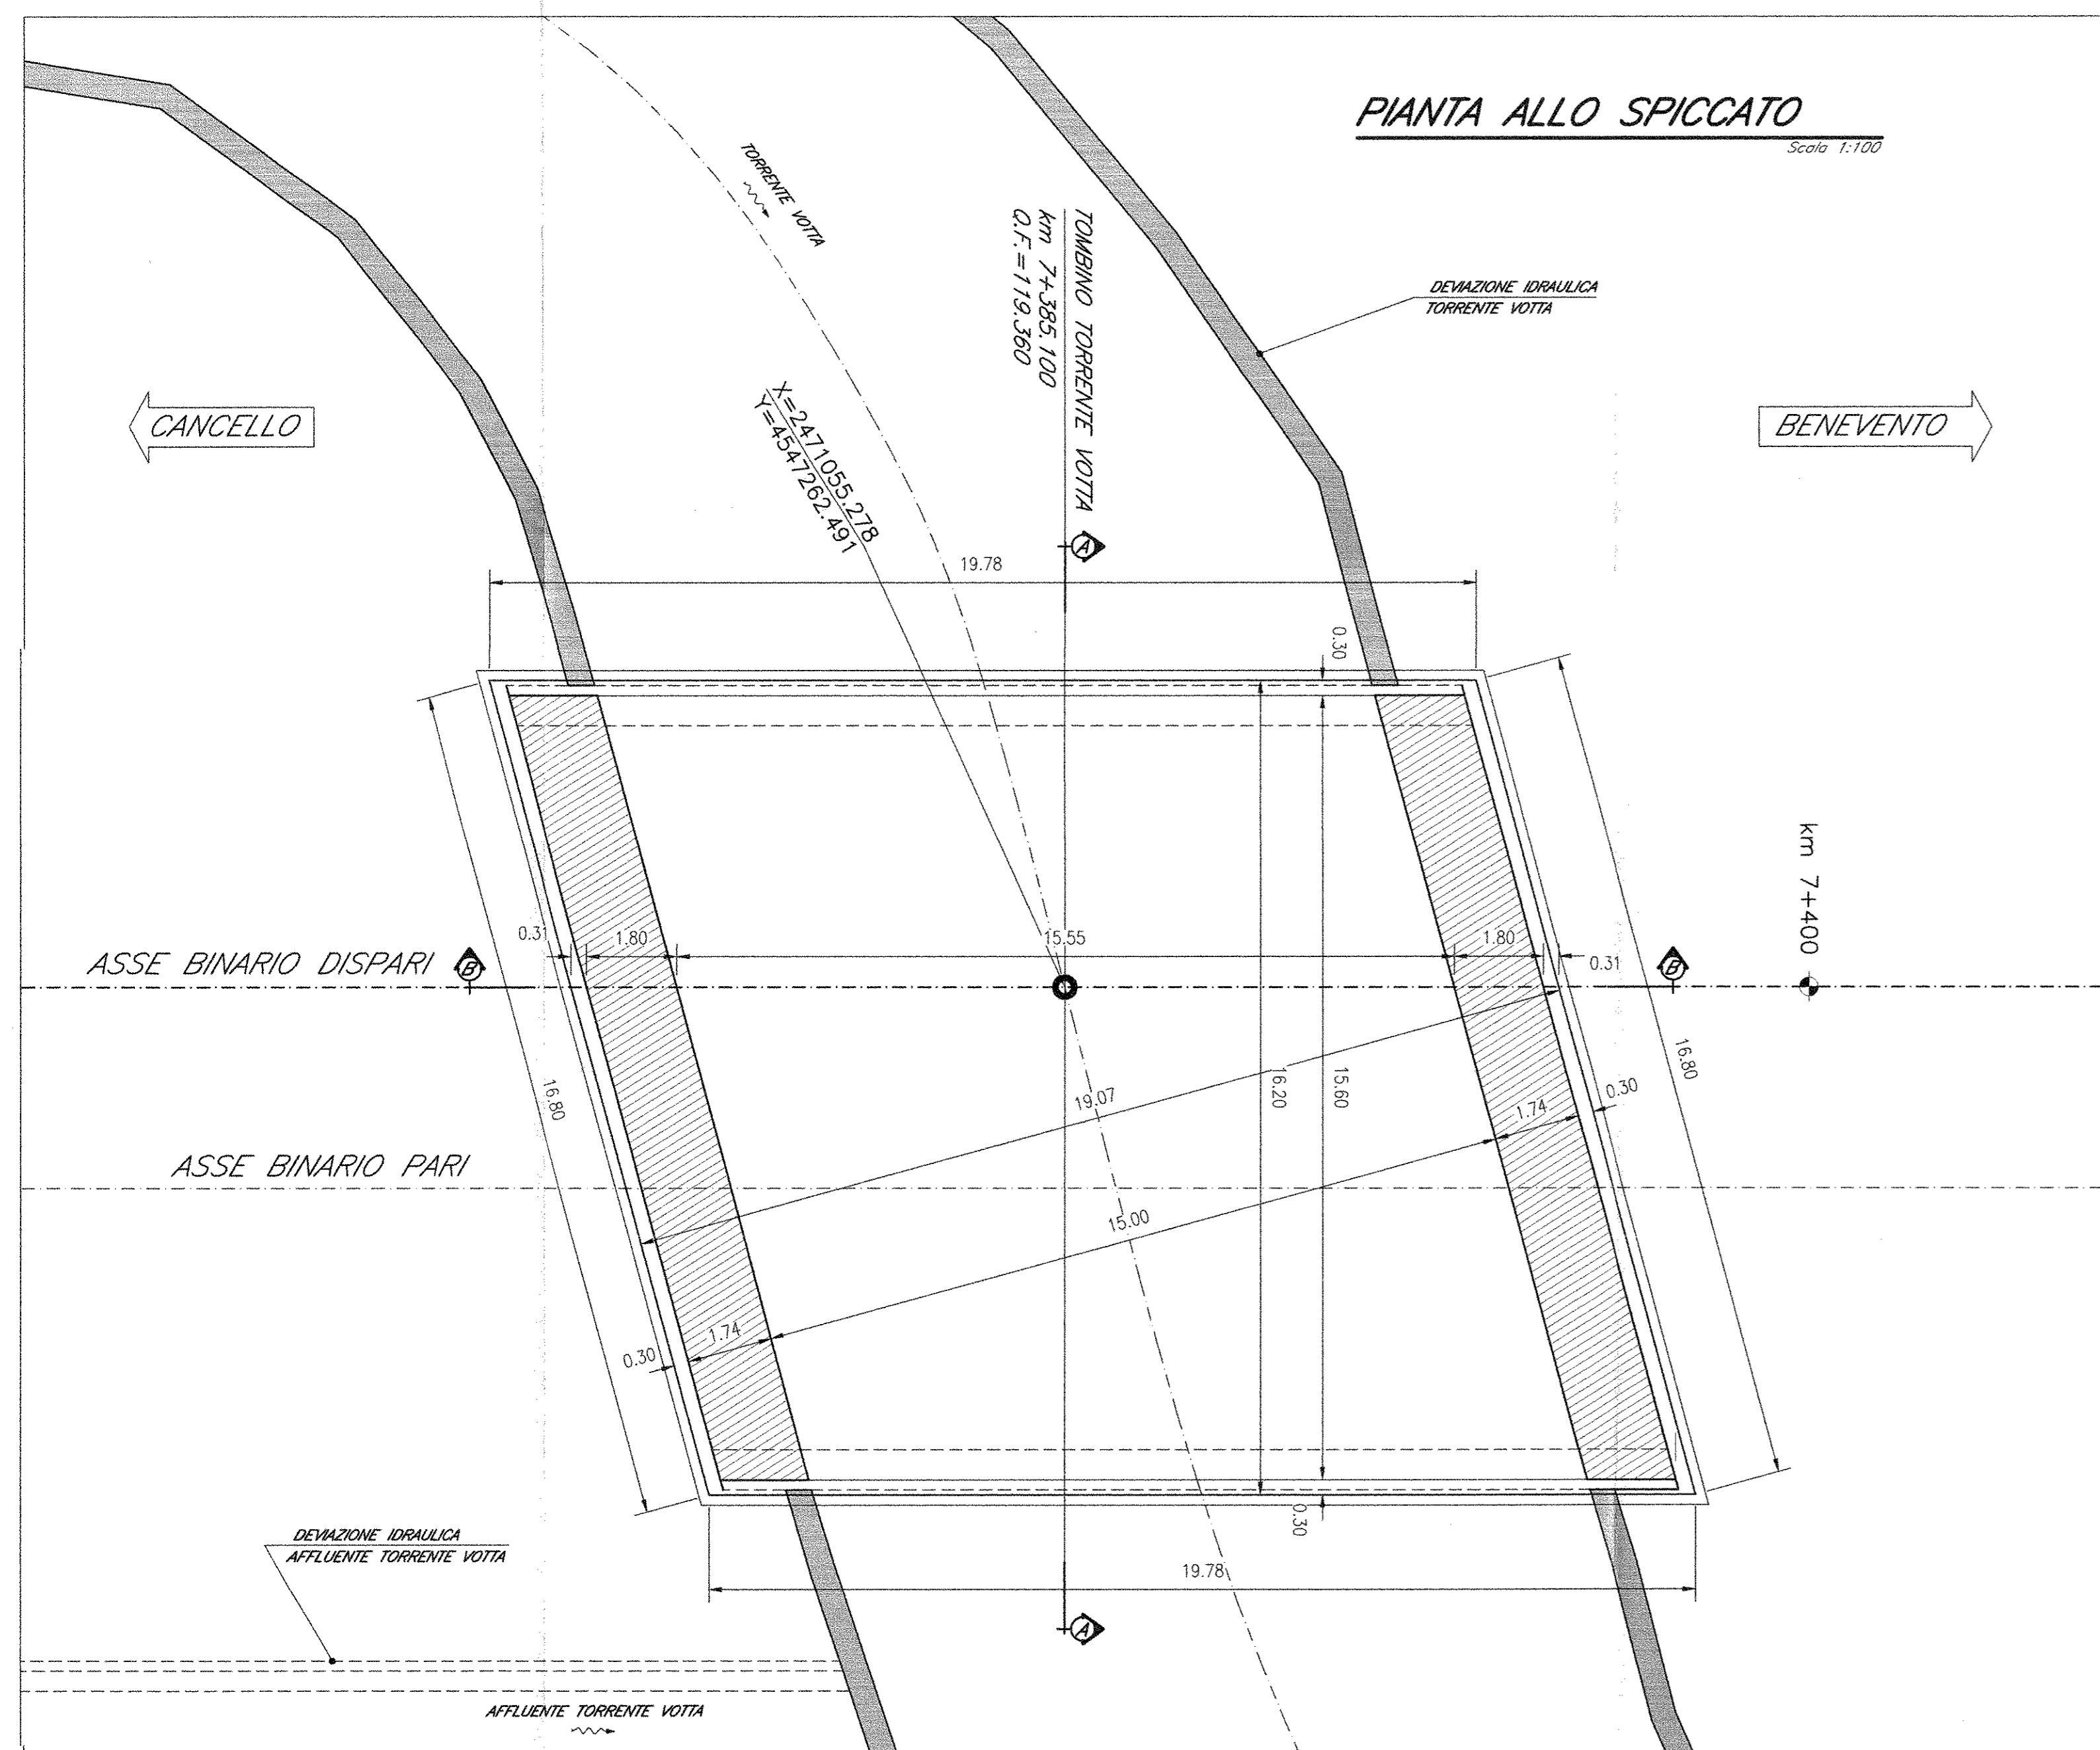 PIANTA ALLO SPICCATO
Scala 1:100
TORRENTE VOTTA
TOMBINO TORRENTE VOTTA
km 7+385.100
Q.F.=119.360
DEVIAZIONE IDRAULICA
TORRENTE VOTTA
X=2471055.278
Y=4547262.491
CANCELLO
BENEVENTO
A
19.78
0.30
km 7+400
0.31
1.80
15.55
1.80
0.31
ASSE BINARIO DISPARI
B
B
16.80
16.80
19.07
16.20
15.60
1.74
0.30
ASSE BINARIO PARI
15.00
1.74
0.30
0.30
DEVIAZIONE IDRAULICA
AFFLUENTE TORRENTE VOTTA
19.78
A
AFFLUENTE TORRENTE VOTTA